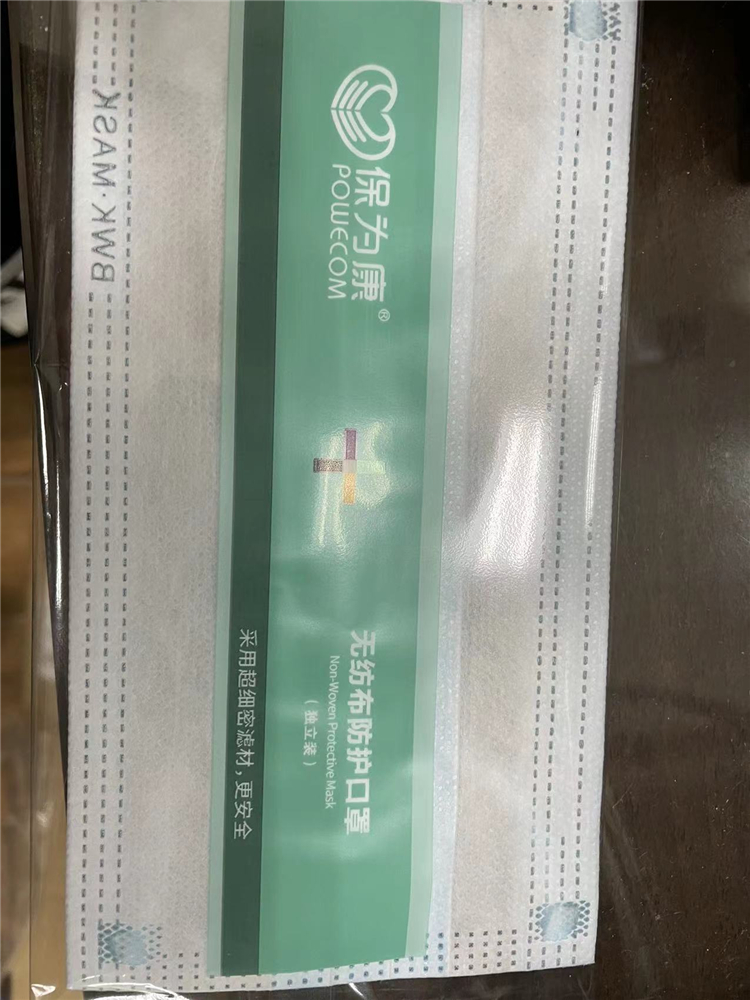 保为康®
POWECOM
无纺布防护口罩
Non-Woven Protective Mask
(独立装)
采用超细密滤材,更安全
BWK·MASK